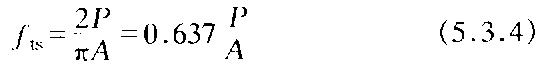 f_ts = 2P/πA = 0.637 P/A (5.3.4)